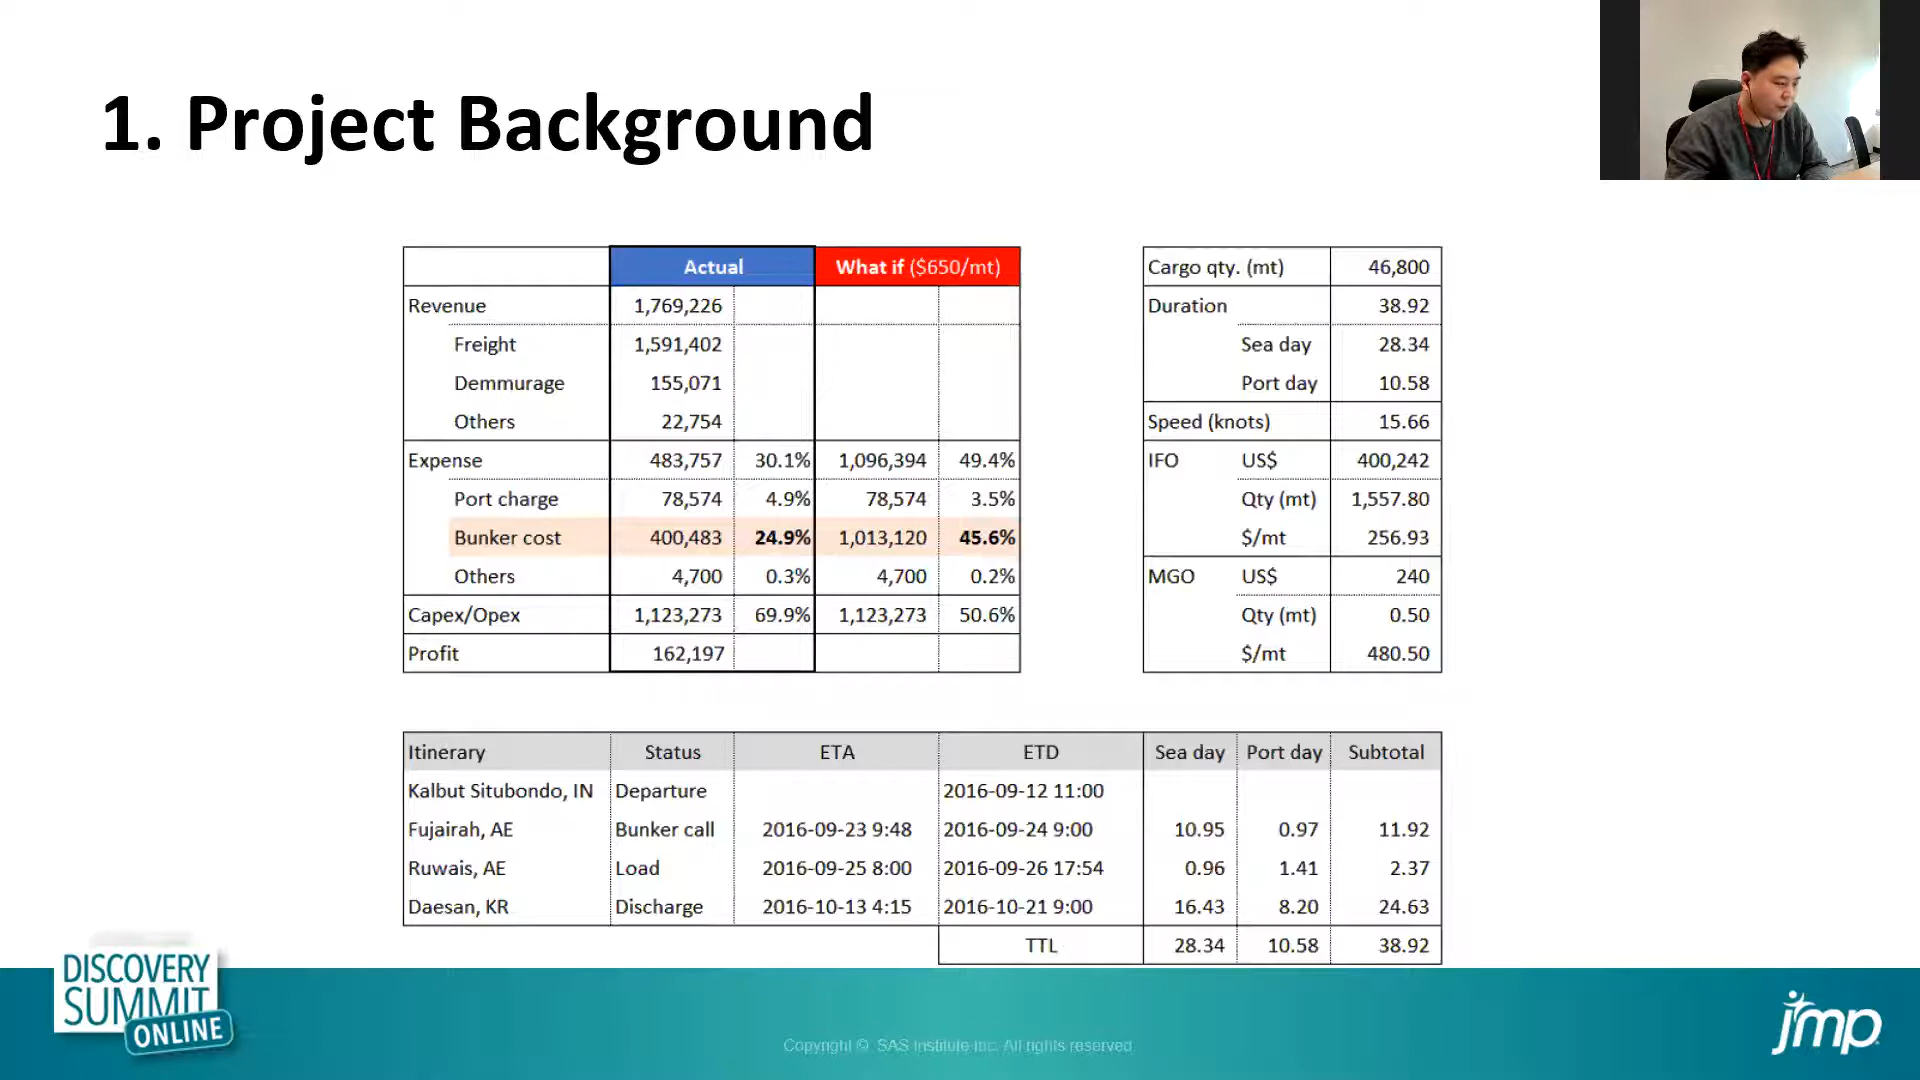 1. Project Background
Actual What if ($650/mt)
Revenue 1,769,226
Freight 1,591,402
Demmurage 155,071
Others 22,754
Expense 483,757 30.1% 1,096,394 49.4%
Port charge 78,574 4.9% 78,574 3.5%
Bunker cost 400,483 24.9% 1,013,120 45.6%
Others 4,700 0.3% 4,700 0.2%
Capex/Opex 1,123,273 69.9% 1,123,273 50.6%
Profit 162,197
Cargo qty. (mt) 46,800
Duration 38.92
Sea day 28.34
Port day 10.58
Speed (knots) 15.66
IFO US$ 400,242
Qty (mt) 1,557.80
$/mt 256.93
MGO US$ 240
Qty (mt) 0.50
$/mt 480.50
Itinerary Status ETA ETD Sea day Port day Subtotal
Kalbut Situbondo, IN Departure 2016-09-12 11:00
Fujairah, AE Bunker call 2016-09-23 9:48 2016-09-24 9:00 10.95 0.97 11.92
Ruwais, AE Load 2016-09-25 8:00 2016-09-26 17:54 0.96 1.41 2.37
Daesan, KR Discharge 2016-10-13 4:15 2016-10-21 9:00 16.43 8.20 24.63
TTL 28.34 10.58 38.92
DISCOVERY
SUMMIT
ONLINE
Copyright © SAS Institute Inc. All rights reserved
jmp